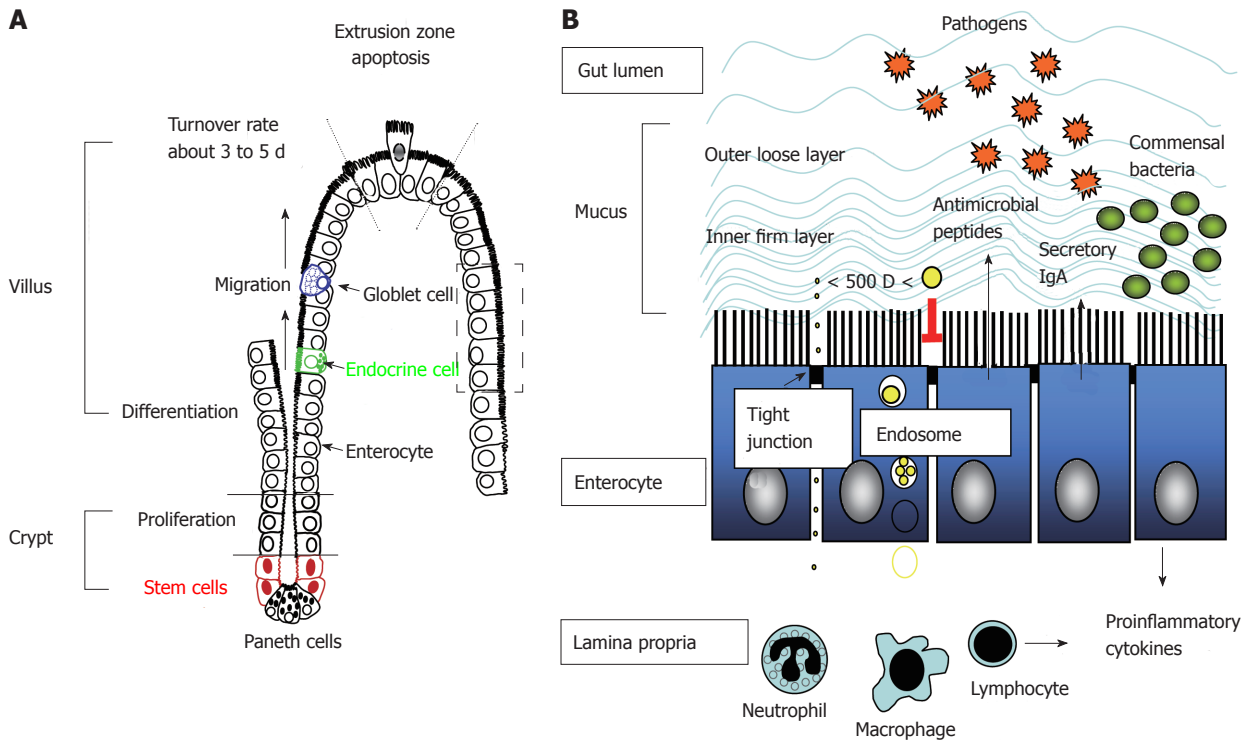 A
Extrusion zone
apoptosis
Turnover rate
about 3 to 5 d
Villus
Migration
Globlet cell
Endocrine cell
Differentiation
Enterocyte
Crypt
Proliferation
Stem cells
Paneth cells
B
Pathogens
Gut lumen
Outer loose layer
Commensal
bacteria
Mucus
Antimicrobial
peptides
Inner firm layer
Secretory
IgA
< 500 D <
Tight
junction
Endosome
Enterocyte
Lamina propria
Neutrophil
Macrophage
Lymphocyte
Proinflammatory
cytokines